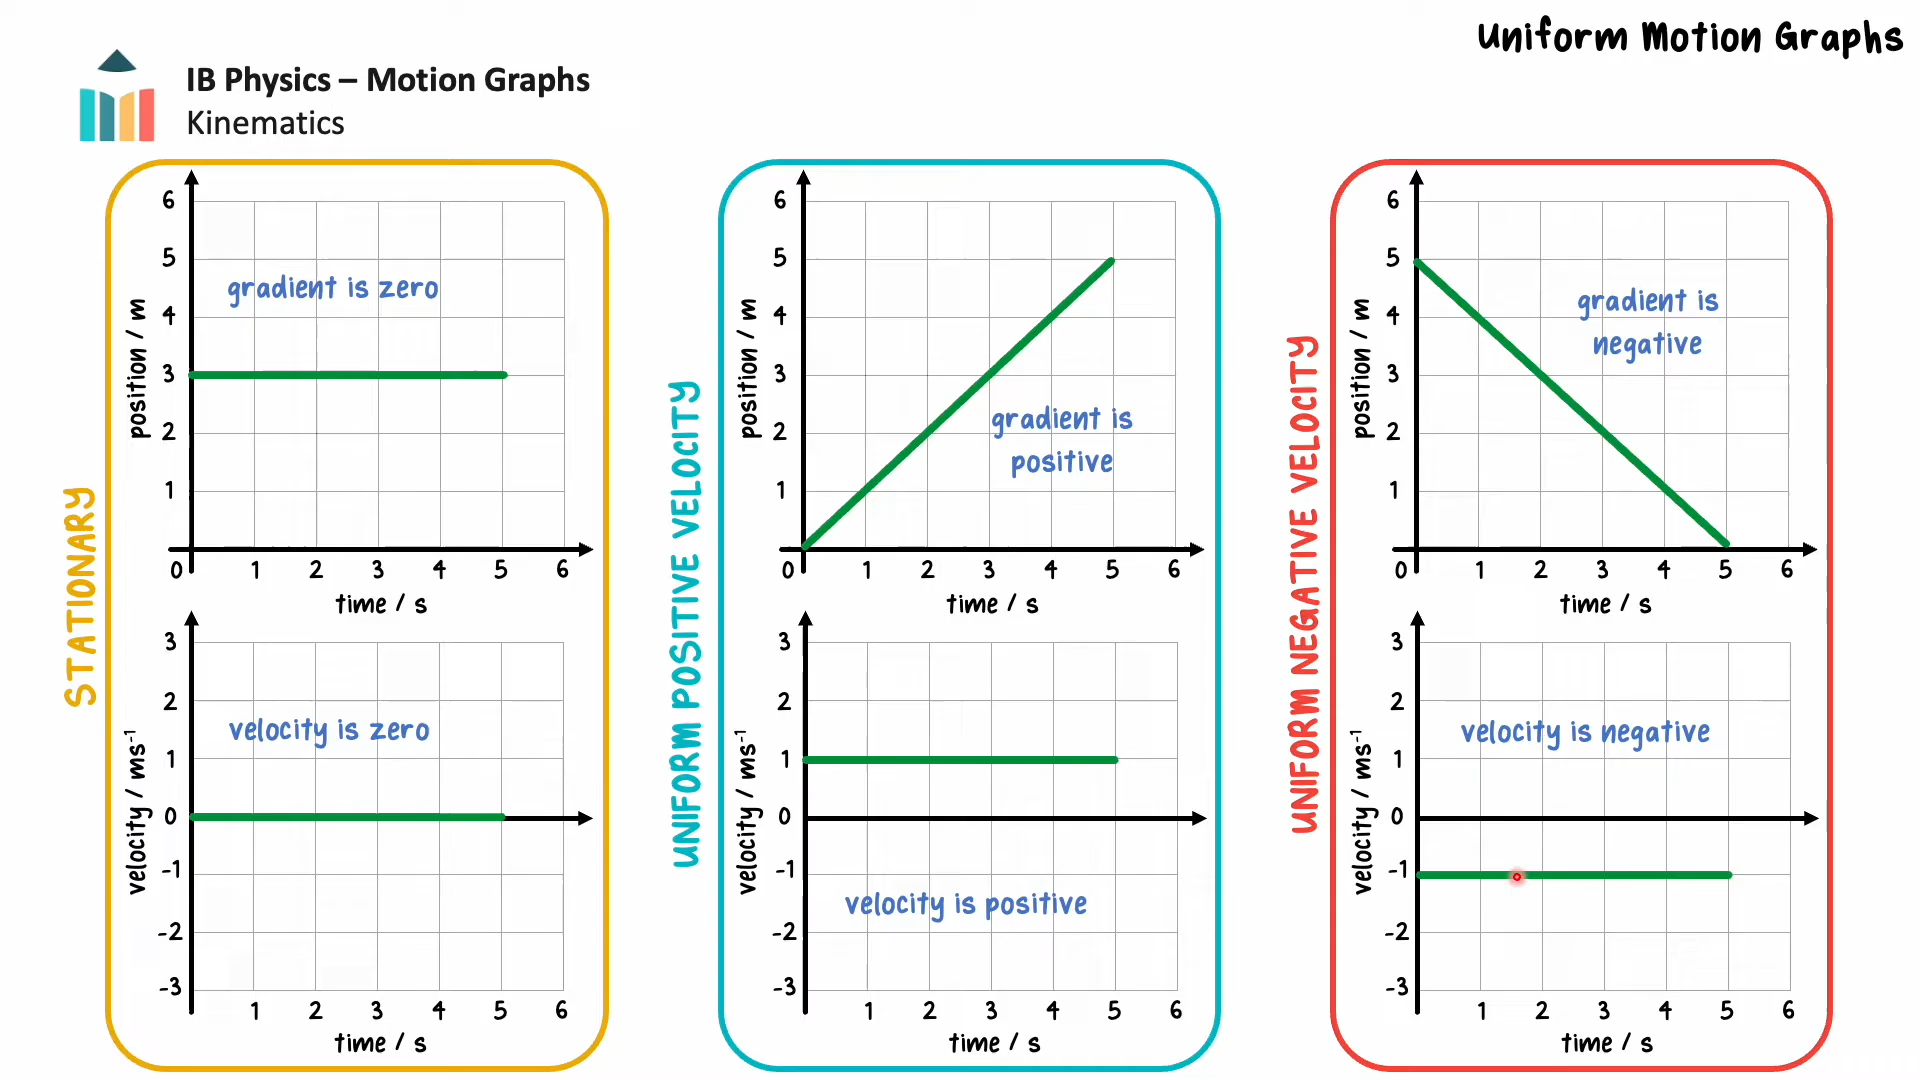 Uniform Motion Graphs
IB Physics – Motion Graphs
Kinematics
STATIONARY
position / m
6
5
4
3
2
1
0 1 2 3 4 5 6
time / s
gradient is zero
velocity / ms⁻¹
3
2
1
0
-1
-2
-3
1 2 3 4 5 6
time / s
velocity is zero
UNIFORM POSITIVE VELOCITY
position / m
6
5
4
3
2
1
0 1 2 3 4 5 6
time / s
gradient is
positive
velocity / ms⁻¹
3
2
1
0
-1
-2
-3
1 2 3 4 5 6
time / s
velocity is positive
UNIFORM NEGATIVE VELOCITY
position / m
6
5
4
3
2
1
0 1 2 3 4 5 6
time / s
gradient is
negative
velocity / ms⁻¹
3
2
1
0
-1
-2
-3
1 2 3 4 5 6
time / s
velocity is negative